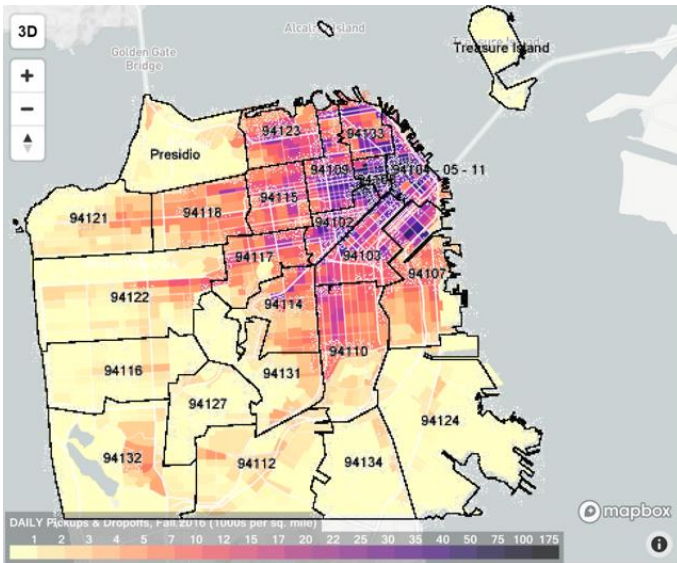 3D
Alcatraz Island
Golden Gate
Bridge
Treasure Island
Treasure Island
+
−
94123
94133
Presidio
94109
94104 - 05 - 11
94115
94118
94121
94102
94117
94103
94107
94122
94114
94110
94116
94131
94127
94124
94132
94112
94134
mapbox
DAILY Pickups & Dropoffs, Fall 2016 (1000s per sq. mile)
1 2 3 5 7 10 12 15 17 20 22 25 30 35 40 50 75 100 175
i